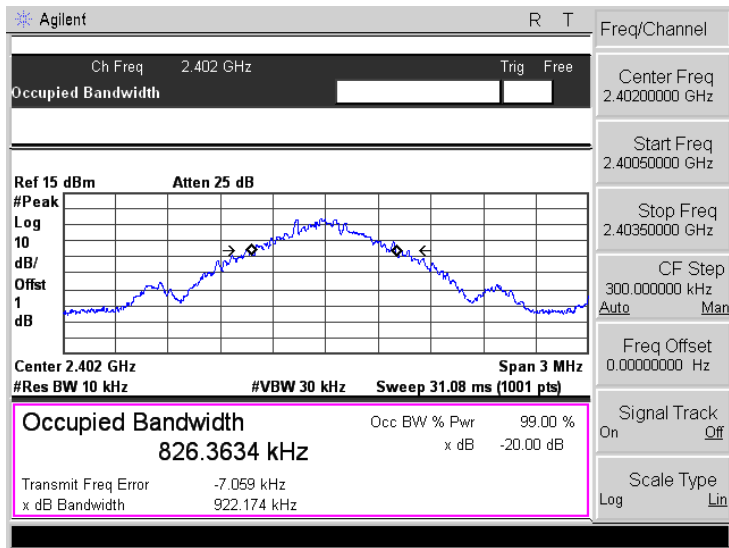 Agilent R T
Ch Freq 2.402 GHz Trig Free
Occupied Bandwidth
Ref 15 dBm Atten 25 dB
#Peak
Log
10
dB/
Offst
1
dB
Center 2.402 GHz Span 3 MHz
#Res BW 10 kHz #VBW 30 kHz Sweep 31.08 ms (1001 pts)
Occupied Bandwidth
826.3634 kHz
Occ BW % Pwr 99.00 %
x dB -20.00 dB
Transmit Freq Error -7.059 kHz
x dB Bandwidth 922.174 kHz
Freq/Channel
Center Freq
2.40200000 GHz
Start Freq
2.40050000 GHz
Stop Freq
2.40350000 GHz
CF Step
300.000000 kHz
Auto Man
Freq Offset
0.00000000 Hz
Signal Track
On Off
Scale Type
Log Lin